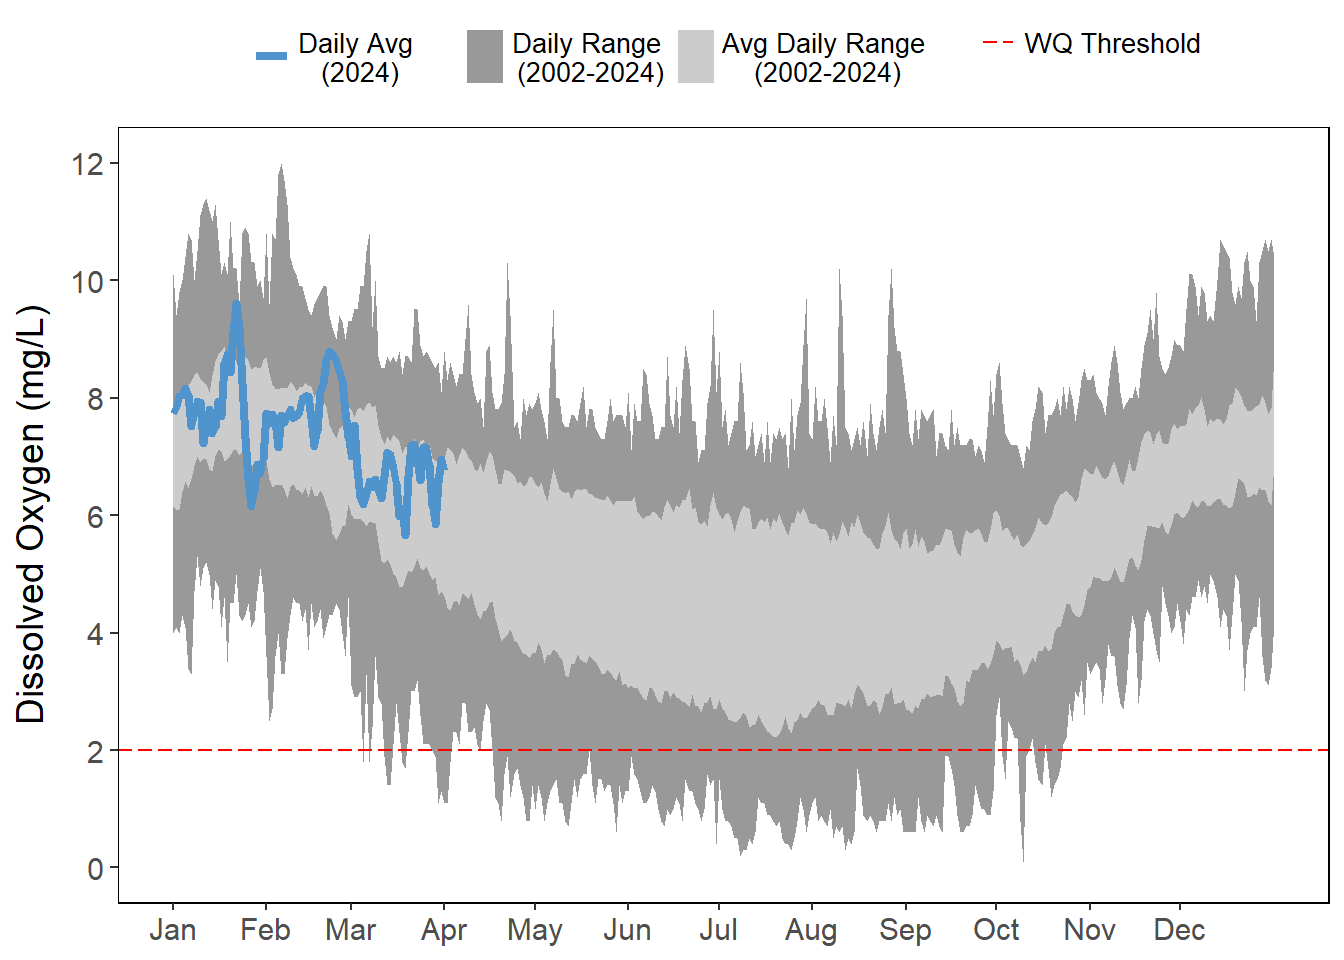 Daily Avg
(2024)
Daily Range
(2002-2024)
Avg Daily Range
(2002-2024)
WQ Threshold
Dissolved Oxygen (mg/L)
12
10
8
6
4
2
0
Jan Feb Mar Apr May Jun Jul Aug Sep Oct Nov Dec